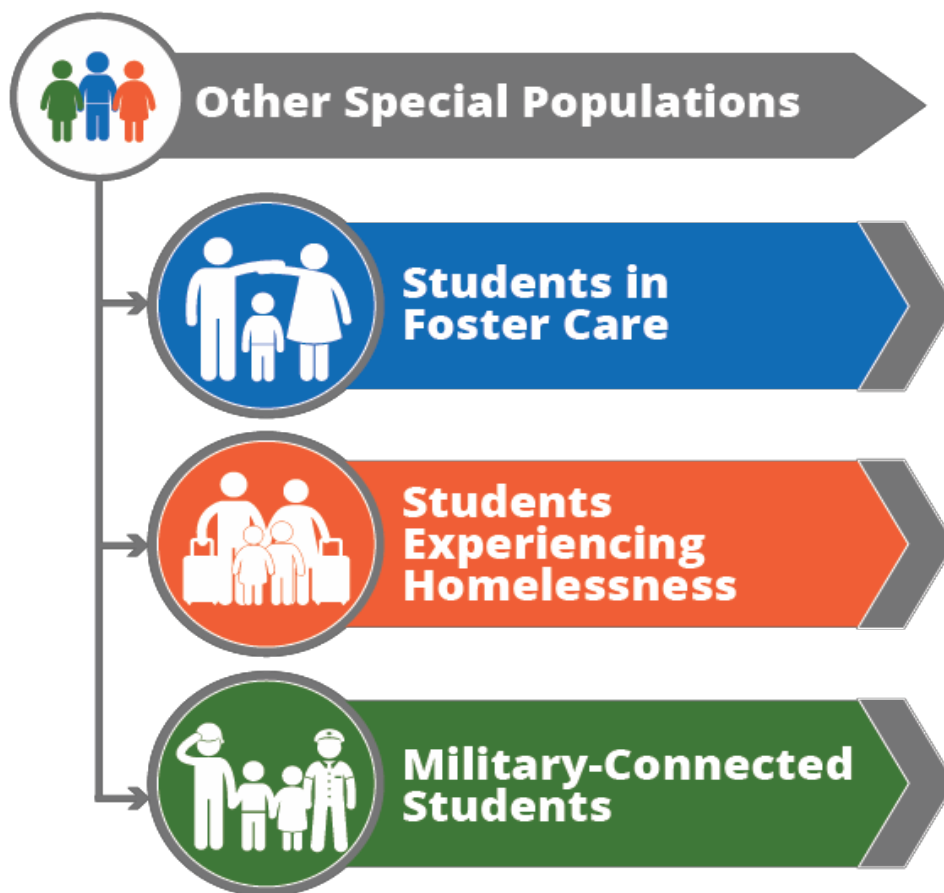 Other Special Populations
Students in
Foster Care
Students
Experiencing
Homelessness
Military-Connected
Students